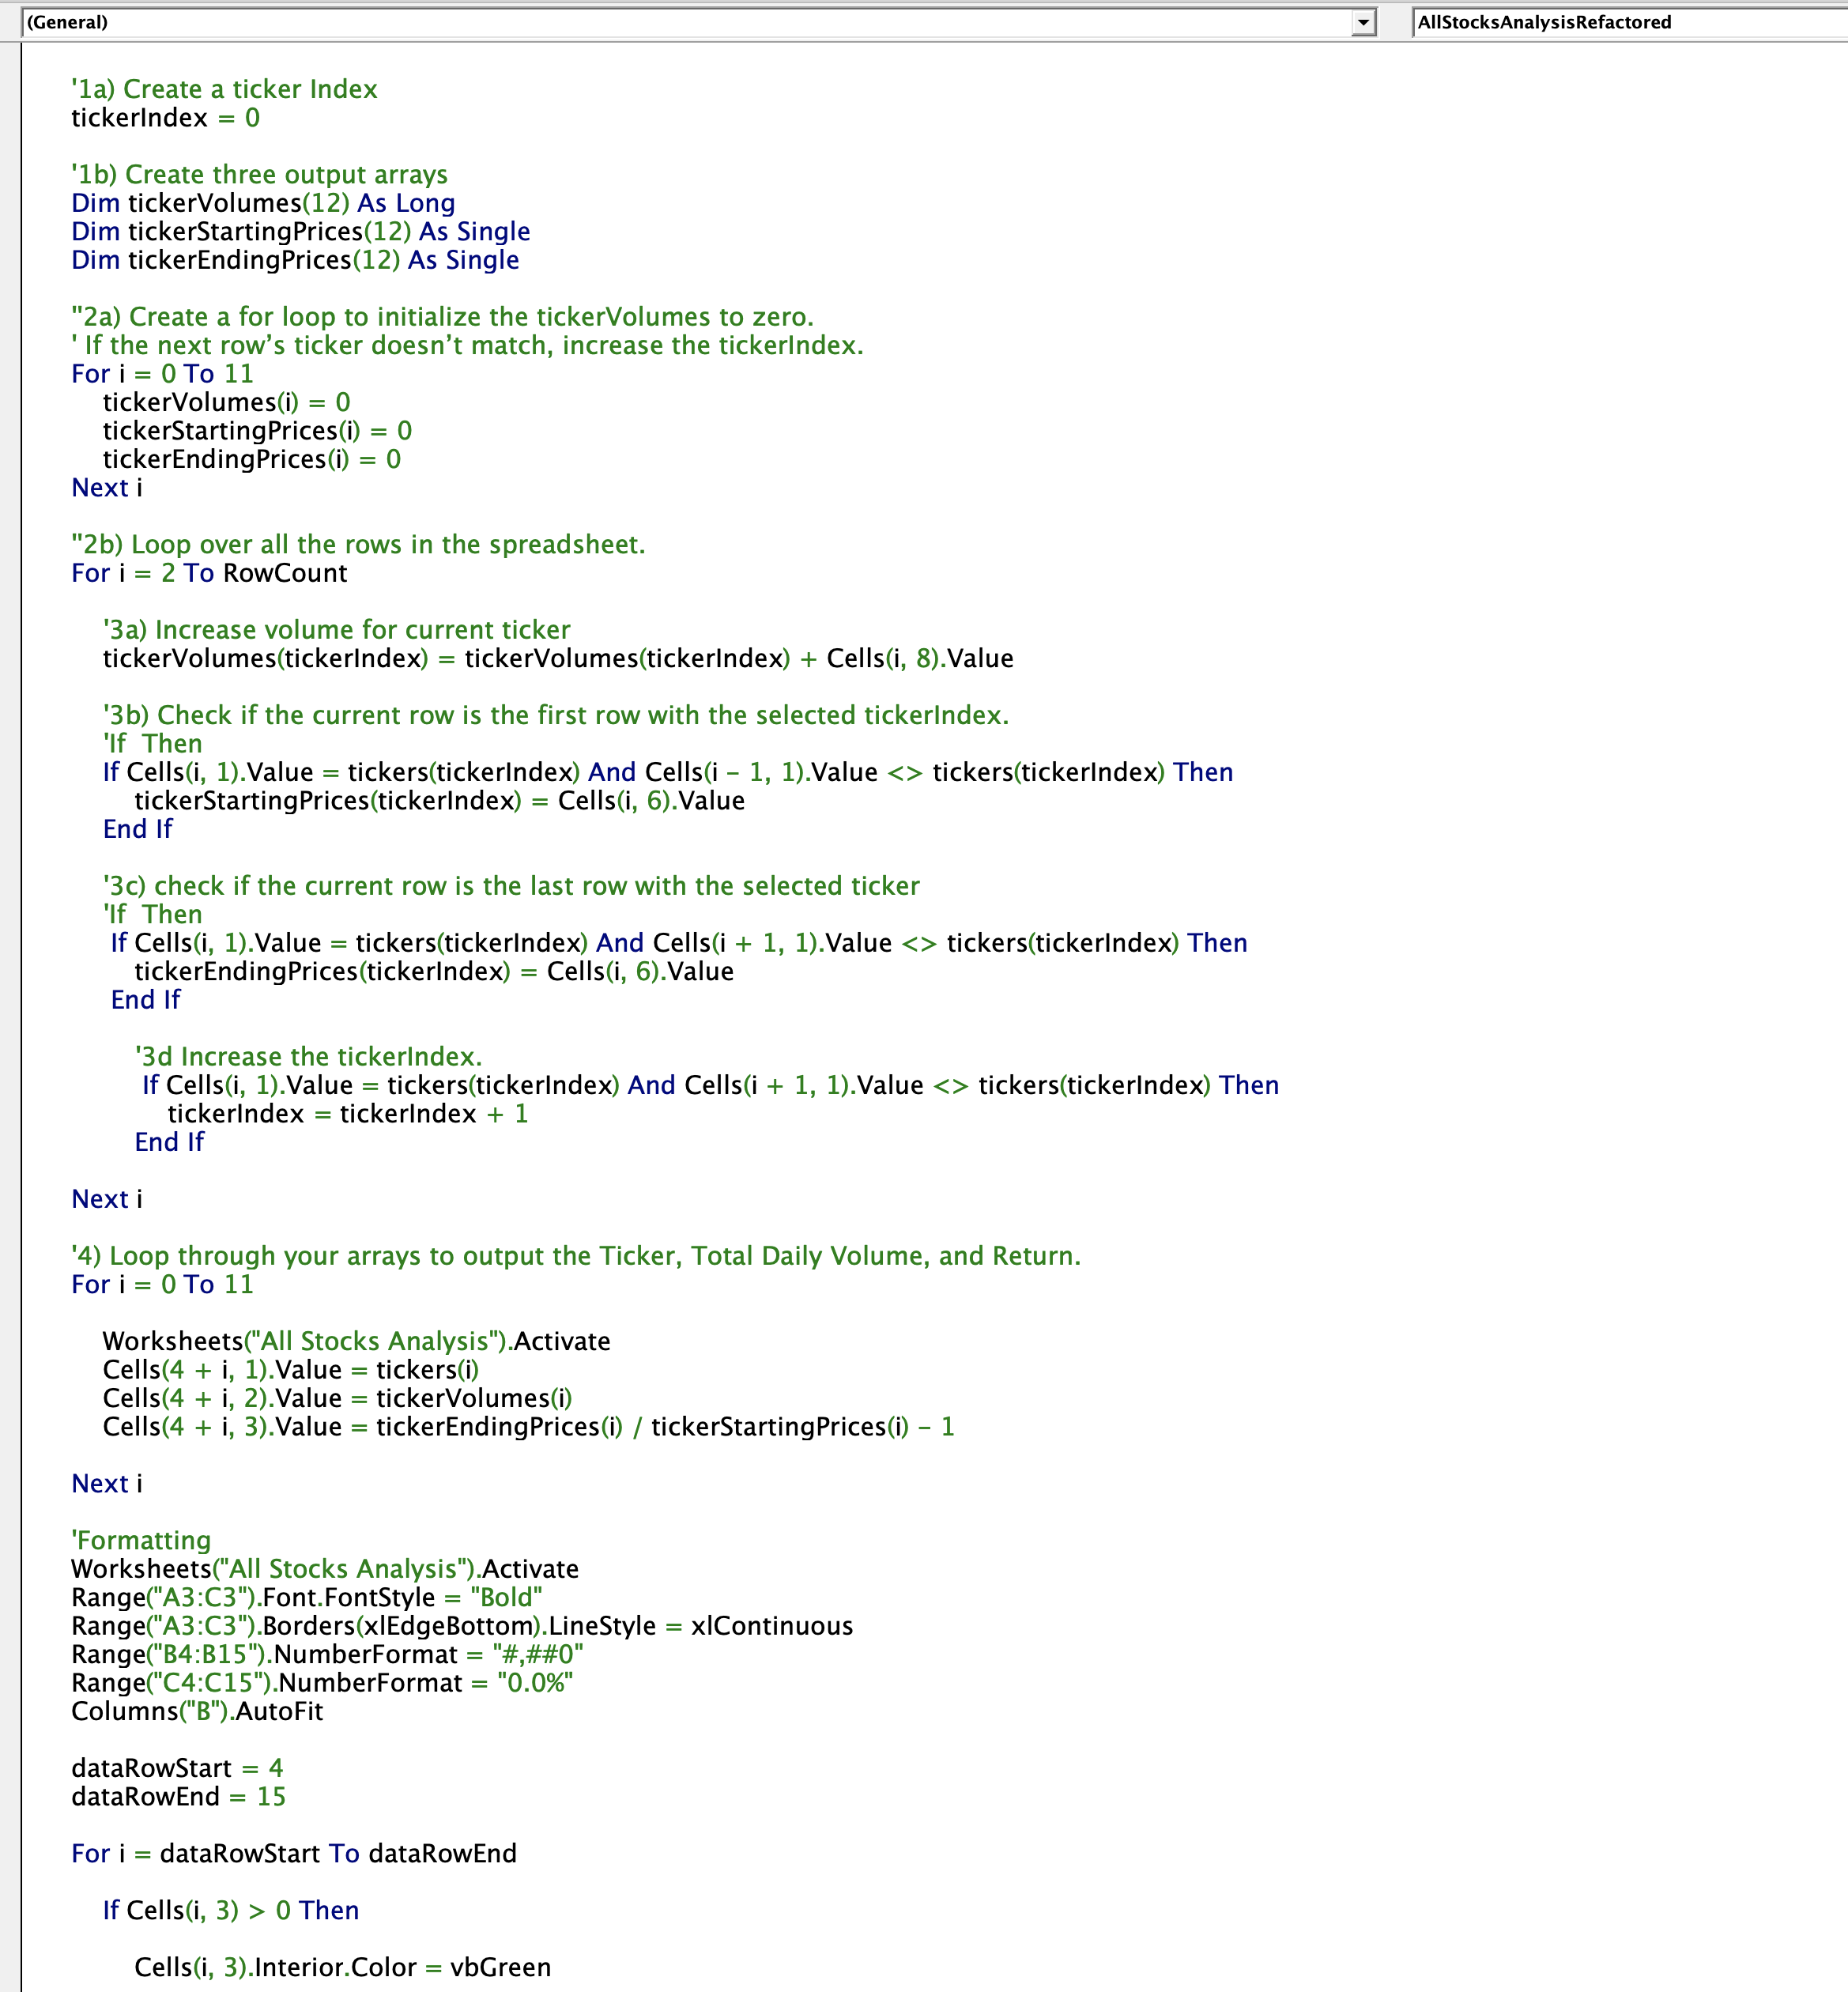 (General)
AllStocksAnalysisRefactored
'1a) Create a ticker Index
tickerIndex = 0
'1b) Create three output arrays
Dim tickerVolumes(12) As Long
Dim tickerStartingPrices(12) As Single
Dim tickerEndingPrices(12) As Single
''2a) Create a for loop to initialize the tickerVolumes to zero.
' If the next row’s ticker doesn’t match, increase the tickerIndex.
For i = 0 To 11
tickerVolumes(i) = 0
tickerStartingPrices(i) = 0
tickerEndingPrices(i) = 0
Next i
''2b) Loop over all the rows in the spreadsheet.
For i = 2 To RowCount
'3a) Increase volume for current ticker
tickerVolumes(tickerIndex) = tickerVolumes(tickerIndex) + Cells(i, 8).Value
'3b) Check if the current row is the first row with the selected tickerIndex.
'If  Then
If Cells(i, 1).Value = tickers(tickerIndex) And Cells(i - 1, 1).Value <> tickers(tickerIndex) Then
tickerStartingPrices(tickerIndex) = Cells(i, 6).Value
End If
'3c) check if the current row is the last row with the selected ticker
'If  Then
If Cells(i, 1).Value = tickers(tickerIndex) And Cells(i + 1, 1).Value <> tickers(tickerIndex) Then
tickerEndingPrices(tickerIndex) = Cells(i, 6).Value
End If
'3d Increase the tickerIndex.
If Cells(i, 1).Value = tickers(tickerIndex) And Cells(i + 1, 1).Value <> tickers(tickerIndex) Then
tickerIndex = tickerIndex + 1
End If
Next i
'4) Loop through your arrays to output the Ticker, Total Daily Volume, and Return.
For i = 0 To 11
Worksheets("All Stocks Analysis").Activate
Cells(4 + i, 1).Value = tickers(i)
Cells(4 + i, 2).Value = tickerVolumes(i)
Cells(4 + i, 3).Value = tickerEndingPrices(i) / tickerStartingPrices(i) - 1
Next i
'Formatting
Worksheets("All Stocks Analysis").Activate
Range("A3:C3").Font.FontStyle = "Bold"
Range("A3:C3").Borders(xlEdgeBottom).LineStyle = xlContinuous
Range("B4:B15").NumberFormat = "#,##0"
Range("C4:C15").NumberFormat = "0.0%"
Columns("B").AutoFit
dataRowStart = 4
dataRowEnd = 15
For i = dataRowStart To dataRowEnd
If Cells(i, 3) > 0 Then
Cells(i, 3).Interior.Color = vbGreen